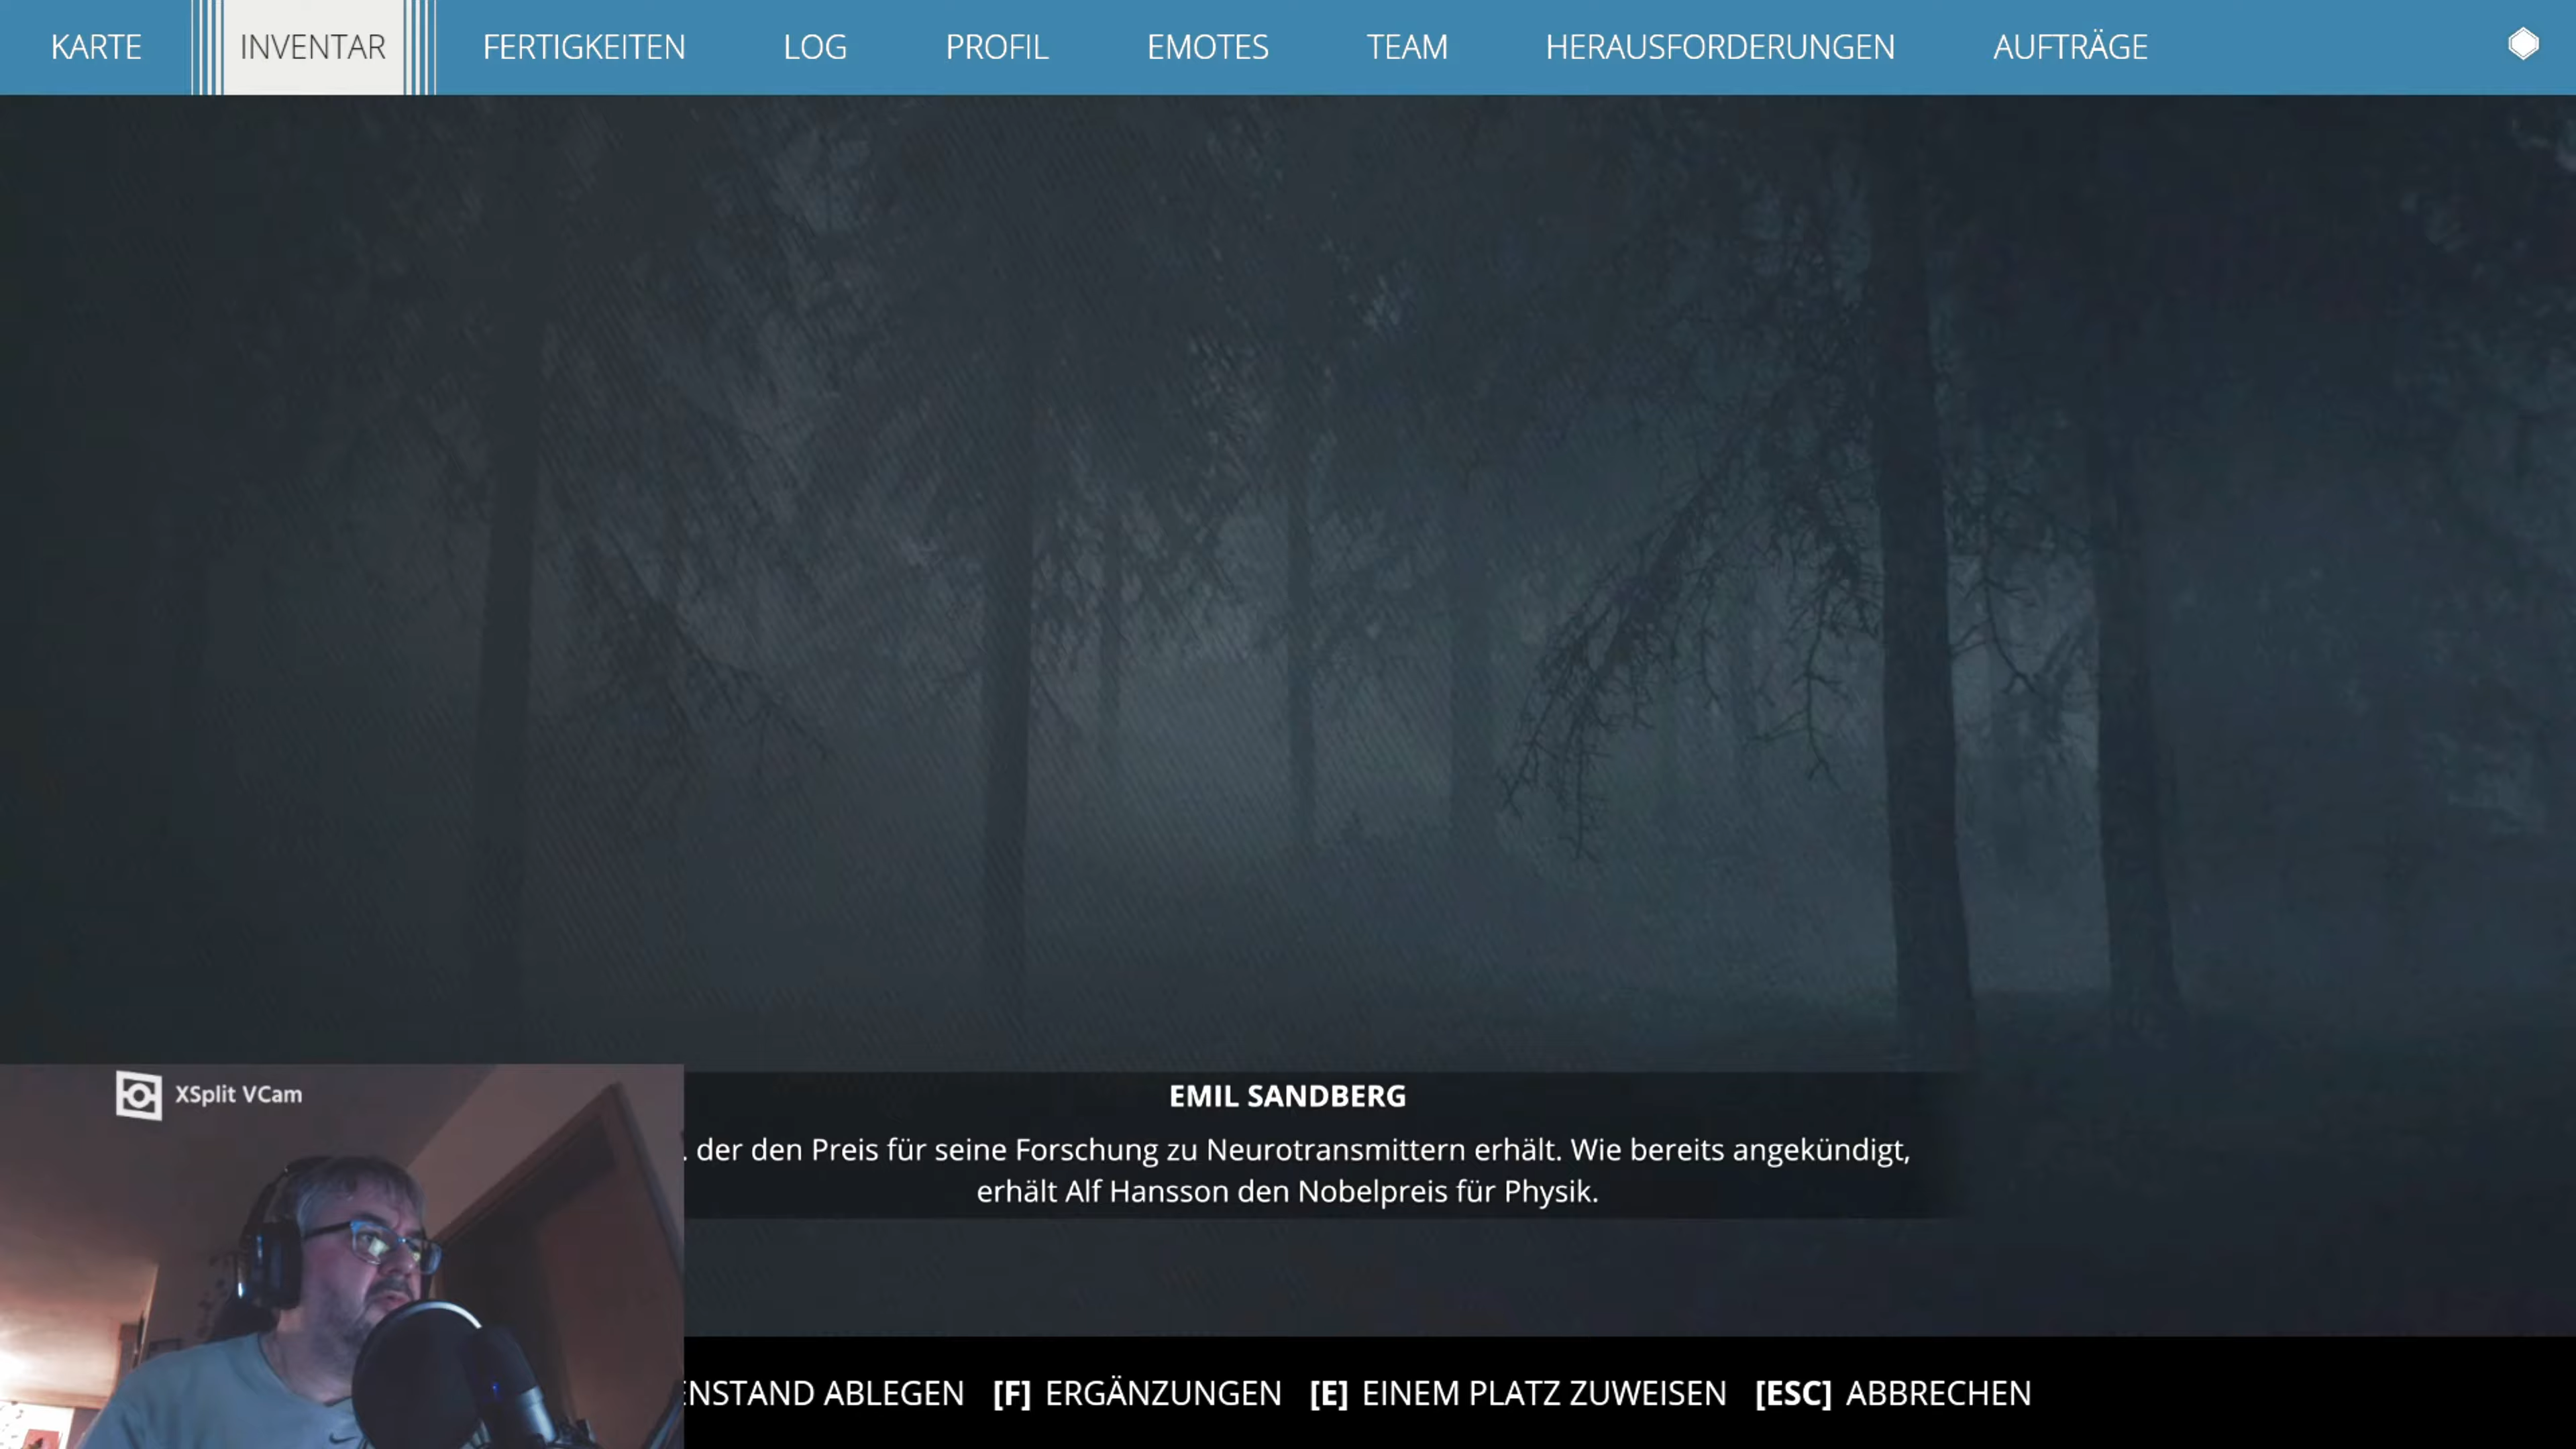 KARTE INVENTAR FERTIGKEITEN LOG PROFIL EMOTES TEAM HERAUSFORDERUNGEN AUFTRÄGE
XSplit VCam
EMIL SANDBERG
. der den Preis für seine Forschung zu Neurotransmittern erhält. Wie bereits angekündigt,
erhält Alf Hansson den Nobelpreis für Physik.
ENSTAND ABLEGEN [F] ERGÄNZUNGEN [E] EINEM PLATZ ZUWEISEN [ESC] ABBRECHEN